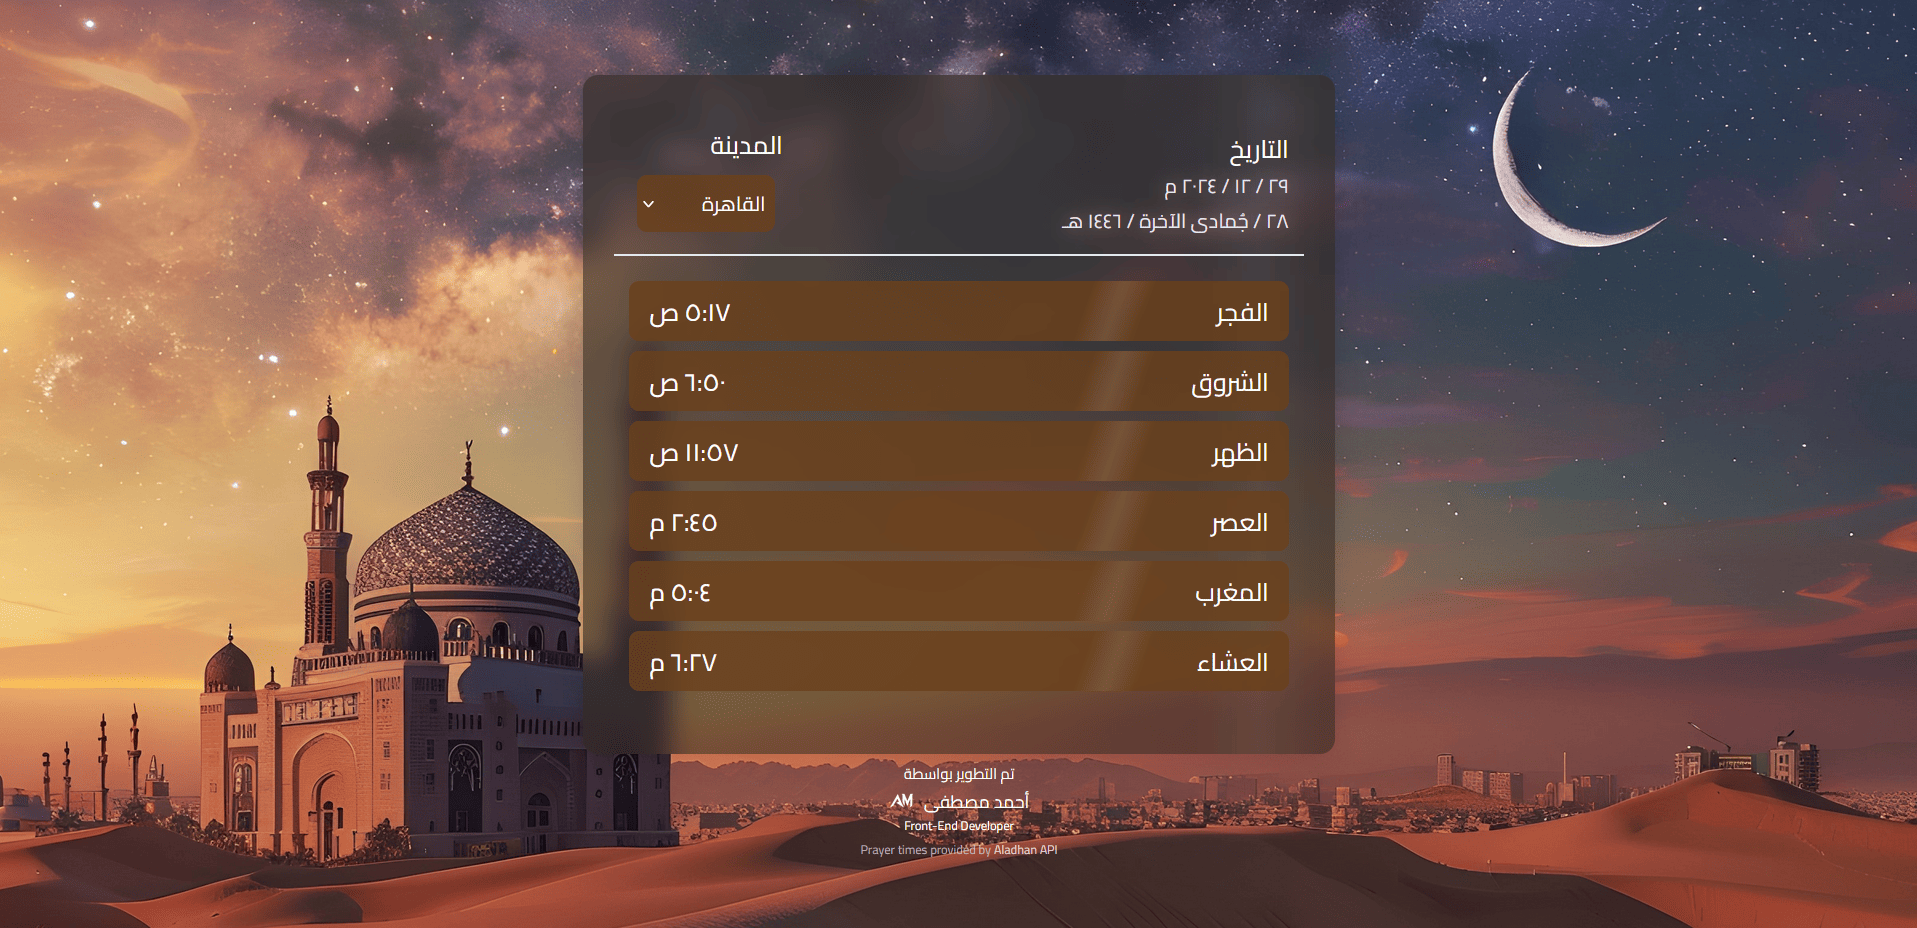 التاريخ
٢٩ / ١٢ / ٢٠٢٤ م
٢٨ / جُمادى الآخرة / ١٤٤٦ هـ
المدينة
القاهرة
الفجر ٥:١٧ ص
الشروق ٦:٥٠ ص
الظهر ١١:٥٧ ص
العصر ٢:٤٥ م
المغرب ٥:٠٤ م
العشاء ٦:٢٧ م
تم التطوير بواسطة
أحمد مصطفى AM
Front-End Developer
Prayer times provided by Aladhan API